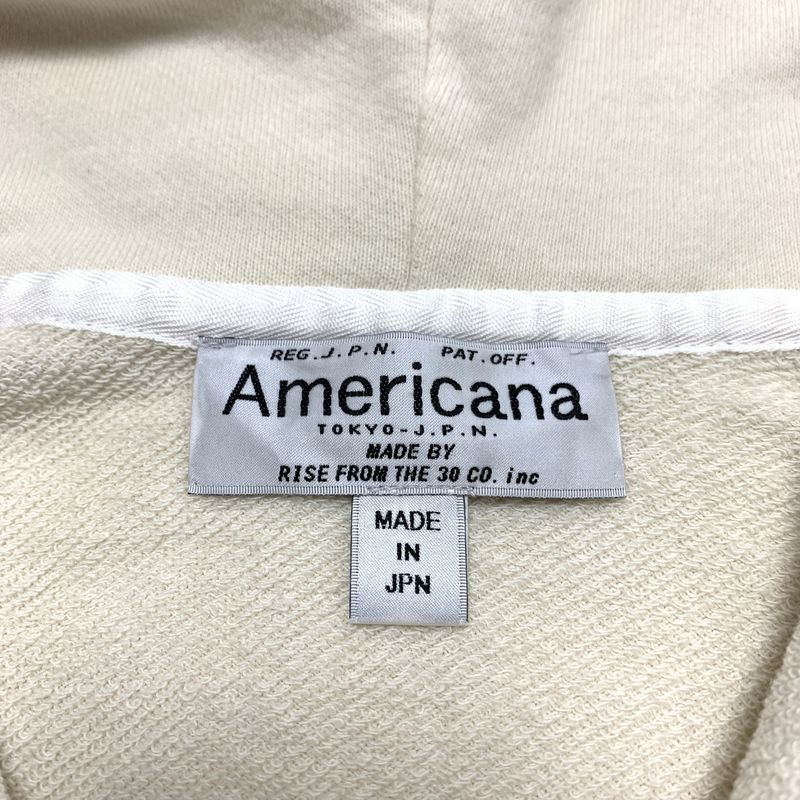 REG.J.P.N. PAT.OFF.
Americana
TOKYO-J.P.N.
MADE BY
RISE FROM THE 30 CO. inc
MADE
IN
JPN